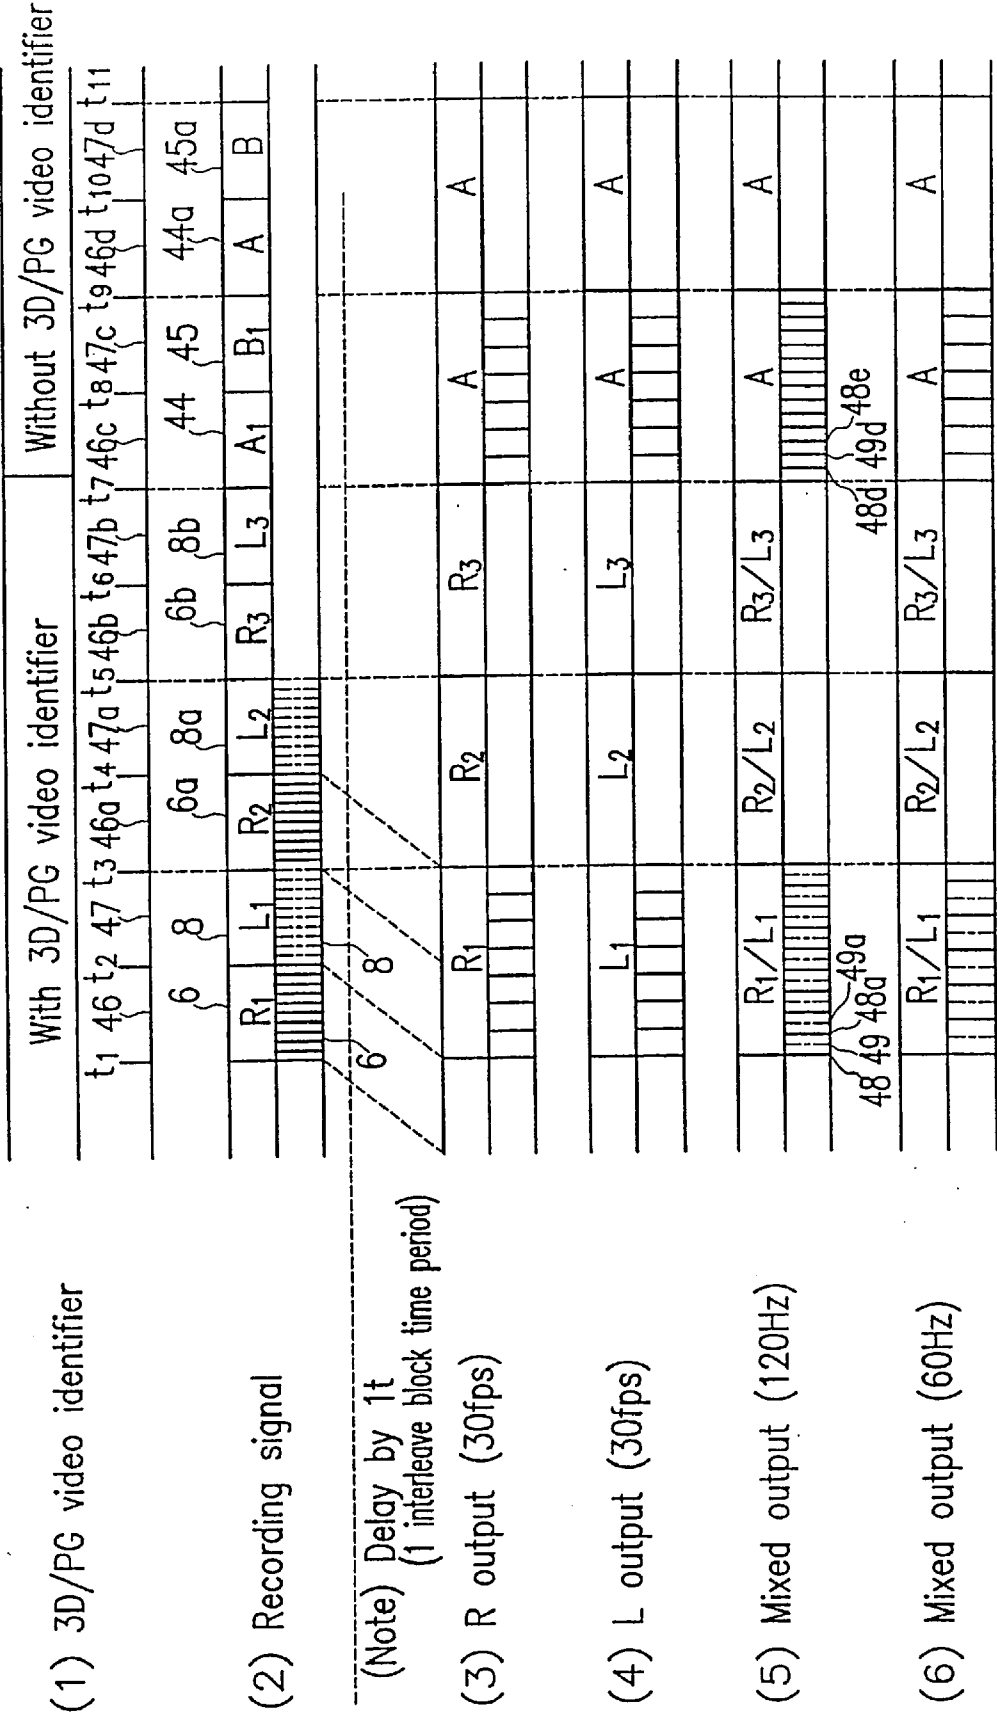 (1) 3D/PG video identifier
With 3D/PG video identifier
Without 3D/PG video identifier
t1 46 t2 47 t3 46a t4 47a t5 46b t6 47b t7 46c t8 47c t9 46d t10 47d t11
6 8 6a 8a 6b 8b 44 45 44a 45a
(2) Recording signal
R1 L1 R2 L2 R3 L3 A1 B1 A B
6 8
(Note) Delay by 1t
(1 interleave block time period)
(3) R output (30fps)
R1 R2 R3 A A
(4) L output (30fps)
L1 L2 L3 A A
(5) Mixed output (120Hz)
R1/L1 R2/L2 R3/L3 A A
48 49 48a 49a 48d 49d 48e
(6) Mixed output (60Hz)
R1/L1 R2/L2 R3/L3 A A